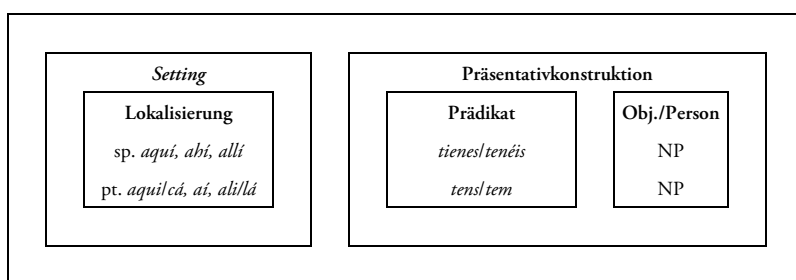 Setting
Präsentativkonstruktion
Lokalisierung
Prädikat
Obj./Person
sp. aquí, ahí, allí
tienes/tenéis
NP
pt. aqui/cá, aí, ali/lá
tens/tem
NP